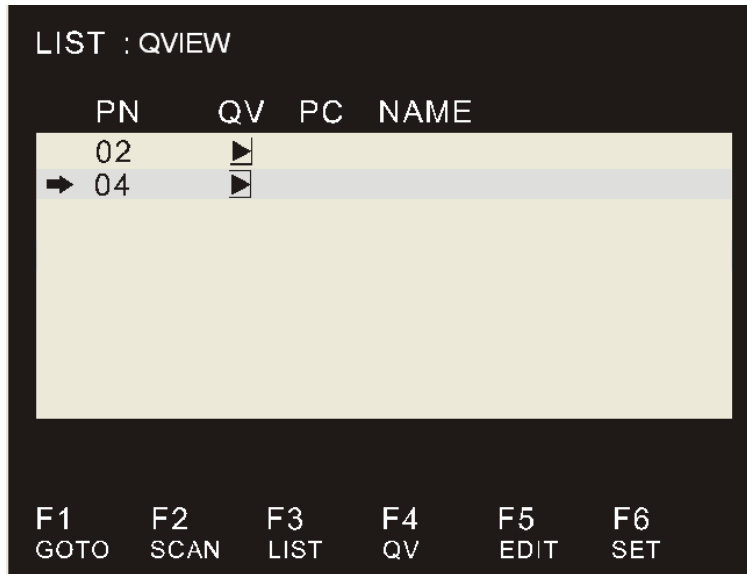 LIST : QVIEW
PN QV PC NAME
02
04
F1 F2 F3 F4 F5 F6
GOTO SCAN LIST QV EDIT SET